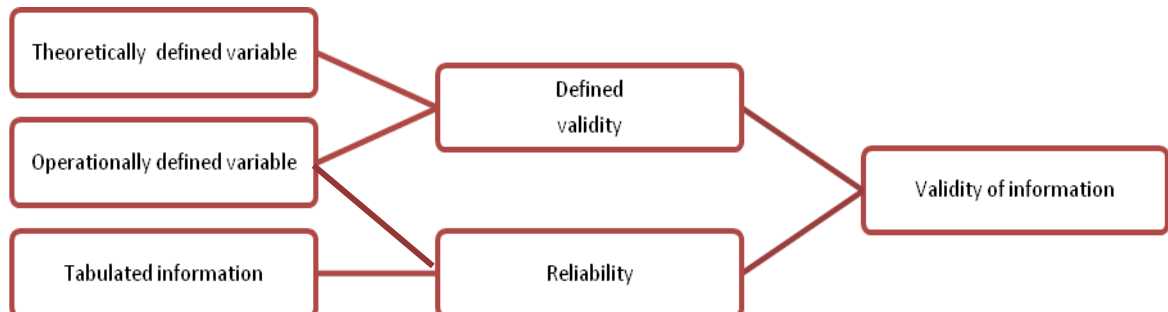 Theoretically defined variable
Operationally defined variable
Tabulated information
Defined
validity
Reliability
Validity of information